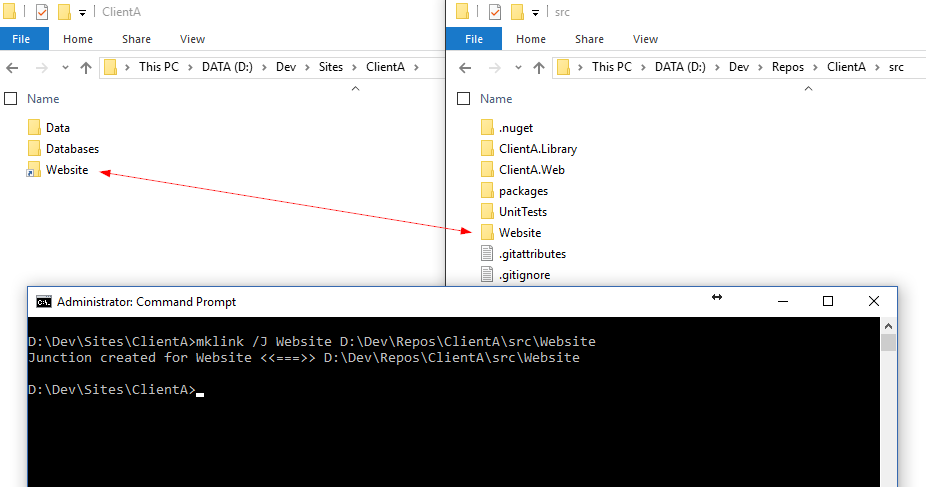 ClientA
File Home Share View
This PC > DATA (D:) > Dev > Sites > ClientA >
Name
Data
Databases
Website
src
File Home Share View
This PC > DATA (D:) > Dev > Repos > ClientA > src
Name
.nuget
ClientA.Library
ClientA.Web
packages
UnitTests
Website
.gitattributes
.gitignore
C:\.
Administrator: Command Prompt
D:\Dev\Sites\ClientA>mklink /J Website D:\Dev\Repos\ClientA\src\Website
Junction created for Website <<===>> D:\Dev\Repos\ClientA\src\Website
D:\Dev\Sites\ClientA>